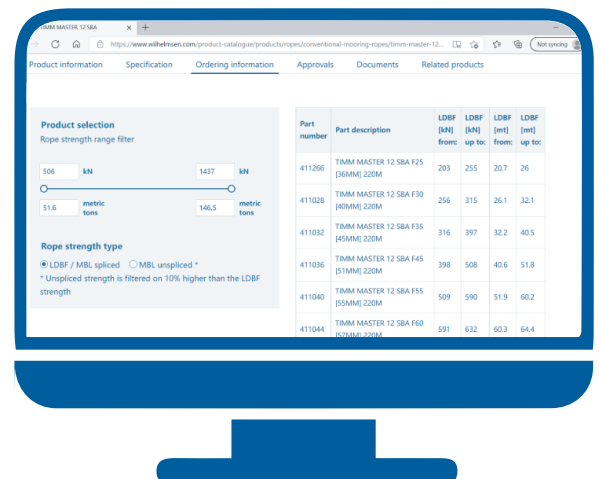 TIMM MASTER 12 SBA
https://www.wilhelmsen.com/product-catalogue/products/ropes/conventional-mooring-ropes/timm-master-12...
Not syncing
Product information Specification Ordering information Approvals Documents Related products
Product selection
Rope strength range filter
506 kN 1437 kN
51.6 metric tons 146.5 metric tons
Rope strength type
LDBF / MBL spliced MBL unspliced *
* Unspliced strength is filtered on 10% higher than the LDBF
strength
Part number Part description LDBF [kN] from: LDBF [kN] up to: LDBF [mt] from: LDBF [mt] up to:
411266 TIMM MASTER 12 SBA F25 [36MM] 220M 203 255 20.7 26
411028 TIMM MASTER 12 SBA F30 [40MM] 220M 256 315 26.1 32.1
411032 TIMM MASTER 12 SBA F35 [45MM] 220M 316 397 32.2 40.5
411036 TIMM MASTER 12 SBA F45 [51MM] 220M 398 508 40.6 51.8
411040 TIMM MASTER 12 SBA F55 [55MM] 220M 509 590 51.9 60.2
411044 TIMM MASTER 12 SBA F60 [57MM] 220M 591 632 60.3 64.4